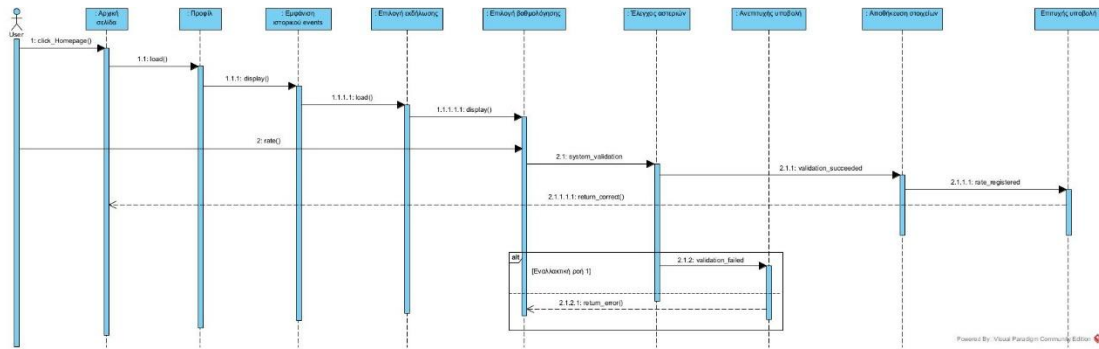 : Αρχική
σελίδα
: Προφίλ
: Εμφάνιση
ιστορικού events
: Επιλογή εκδήλωσης
: Επιλογή βαθμολόγησης
: Έλεγχος αστεριών
: Ανεπιτυχής υποβολή
: Αποθήκευση στοιχείων
: Επιτυχής υποβολή
User
1: click_Homepage()
1.1: load()
1.1.1: display()
1.1.1.1: load()
1.1.1.1.1: display()
2: rate()
2.1: system_validation
2.1.1: validation_succeeded
2.1.1.1: rate_registered
2.1.1.1.1: return_correct()
alt
[Εναλλακτική ροή 1]
2.1.2: validation_failed
2.1.2.1: return_error()
Powered By: Visual Paradigm Community Edition